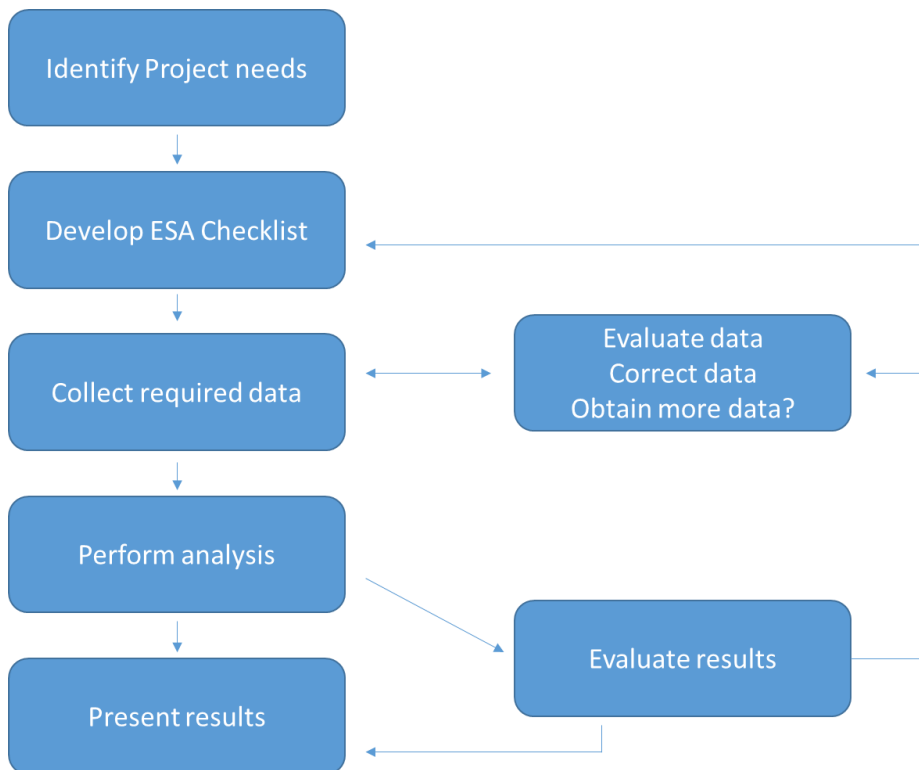 Identify Project needs
Develop ESA Checklist
Collect required data
Evaluate data
Correct data
Obtain more data?
Perform analysis
Evaluate results
Present results